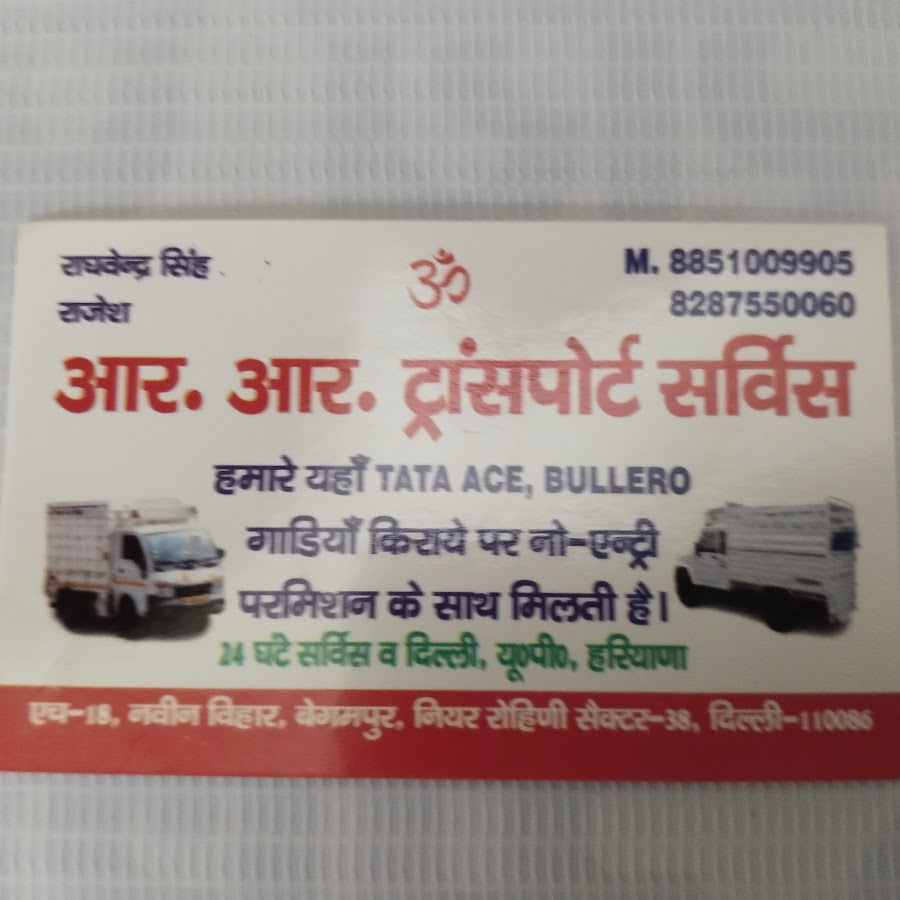 राघवेन्द्र सिंह
राजेश
ॐ
M. 8851009905
8287550060
आर. आर. ट्रांसपोर्ट सर्विस
हमारे यहाँ TATA ACE, BULLERO
गाडियाँ किराये पर नो-एन्ट्री
परमिशन के साथ मिलती है।
24 घंटे सर्विस व दिल्ली, यू0पी0, हरियाणा
एच-18, नवीन विहार, बेगमपुर, नियर रोहिणी सैक्टर-38, दिल्ली-110086